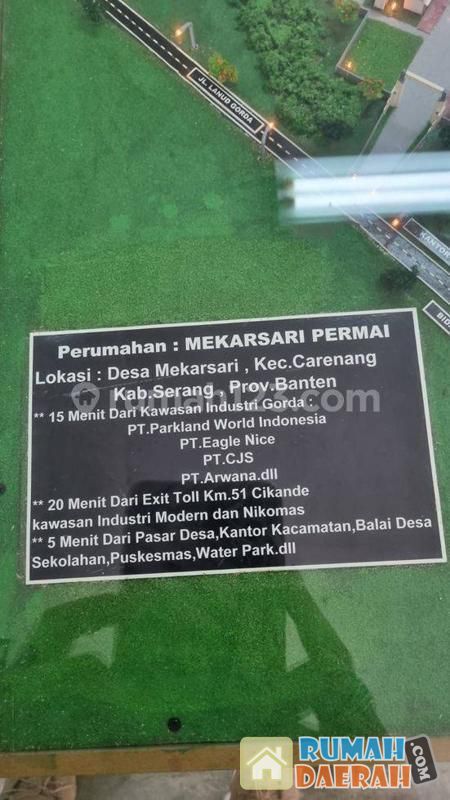 JL. LANUD GORDA
KANTOR
Perumahan : MEKARSARI PERMAI
Lokasi : Desa Mekarsari , Kec.Carenang
Kab.Serang , Prov.Banten
** 15 Menit Dari Kawasan Industri Gorda :
PT.Parkland World Indonesia
PT.Eagle Nice
PT.CJS
PT.Arwana.dll
** 20 Menit Dari Exit Toll Km.51 Cikande
kawasan Industri Modern dan Nikomas
** 5 Menit Dari Pasar Desa,Kantor Kacamatan,Balai Desa
Sekolahan,Puskesmas,Water Park.dll
rumah123.com
RUMAH
DAERAH.COM